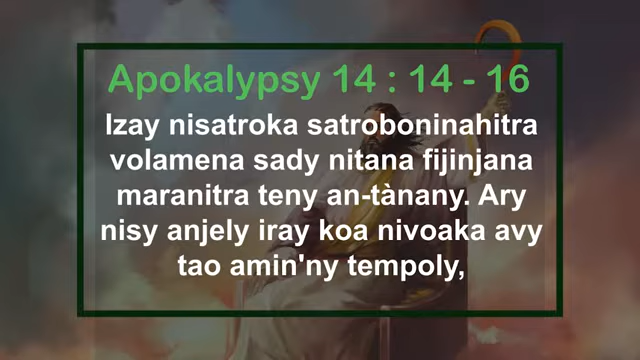 Apokalypsy 14 : 14 - 16
Izay nisatroka satroboninahitra
volamena sady nitana fijinjana
maranitra teny an-tànany. Ary
nisy anjely iray koa nivoaka avy
tao amin'ny tempoly,